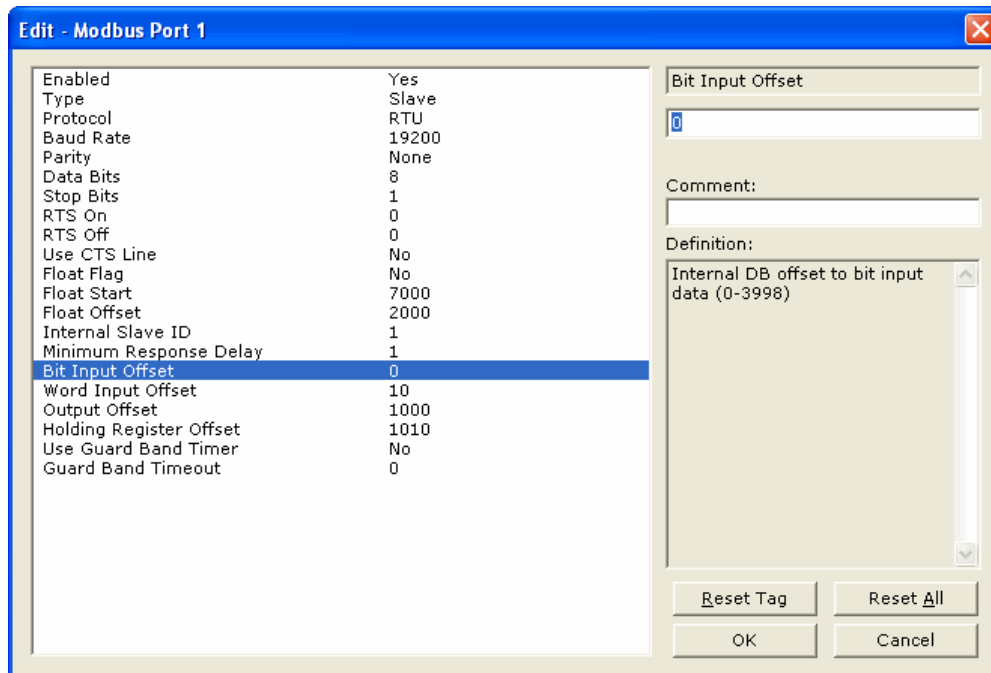 Edit - Modbus Port 1
Enabled Yes
Type Slave
Protocol RTU
Baud Rate 19200
Parity None
Data Bits 8
Stop Bits 1
RTS On 0
RTS Off 0
Use CTS Line No
Float Flag No
Float Start 7000
Float Offset 2000
Internal Slave ID 1
Minimum Response Delay 1
Bit Input Offset 0
Word Input Offset 10
Output Offset 1000
Holding Register Offset 1010
Use Guard Band Timer No
Guard Band Timeout 0
Bit Input Offset
0
Comment:
Definition:
Internal DB offset to bit input
data (0-3998)
Reset Tag Reset All
OK Cancel